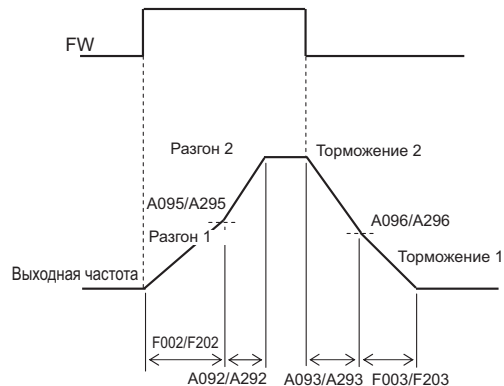 FW
Разгон 2
Торможение 2
A095/A295
A096/A296
Разгон 1
Торможение 1
Выходная частота
F002/F202
A092/A292
A093/A293
F003/F203